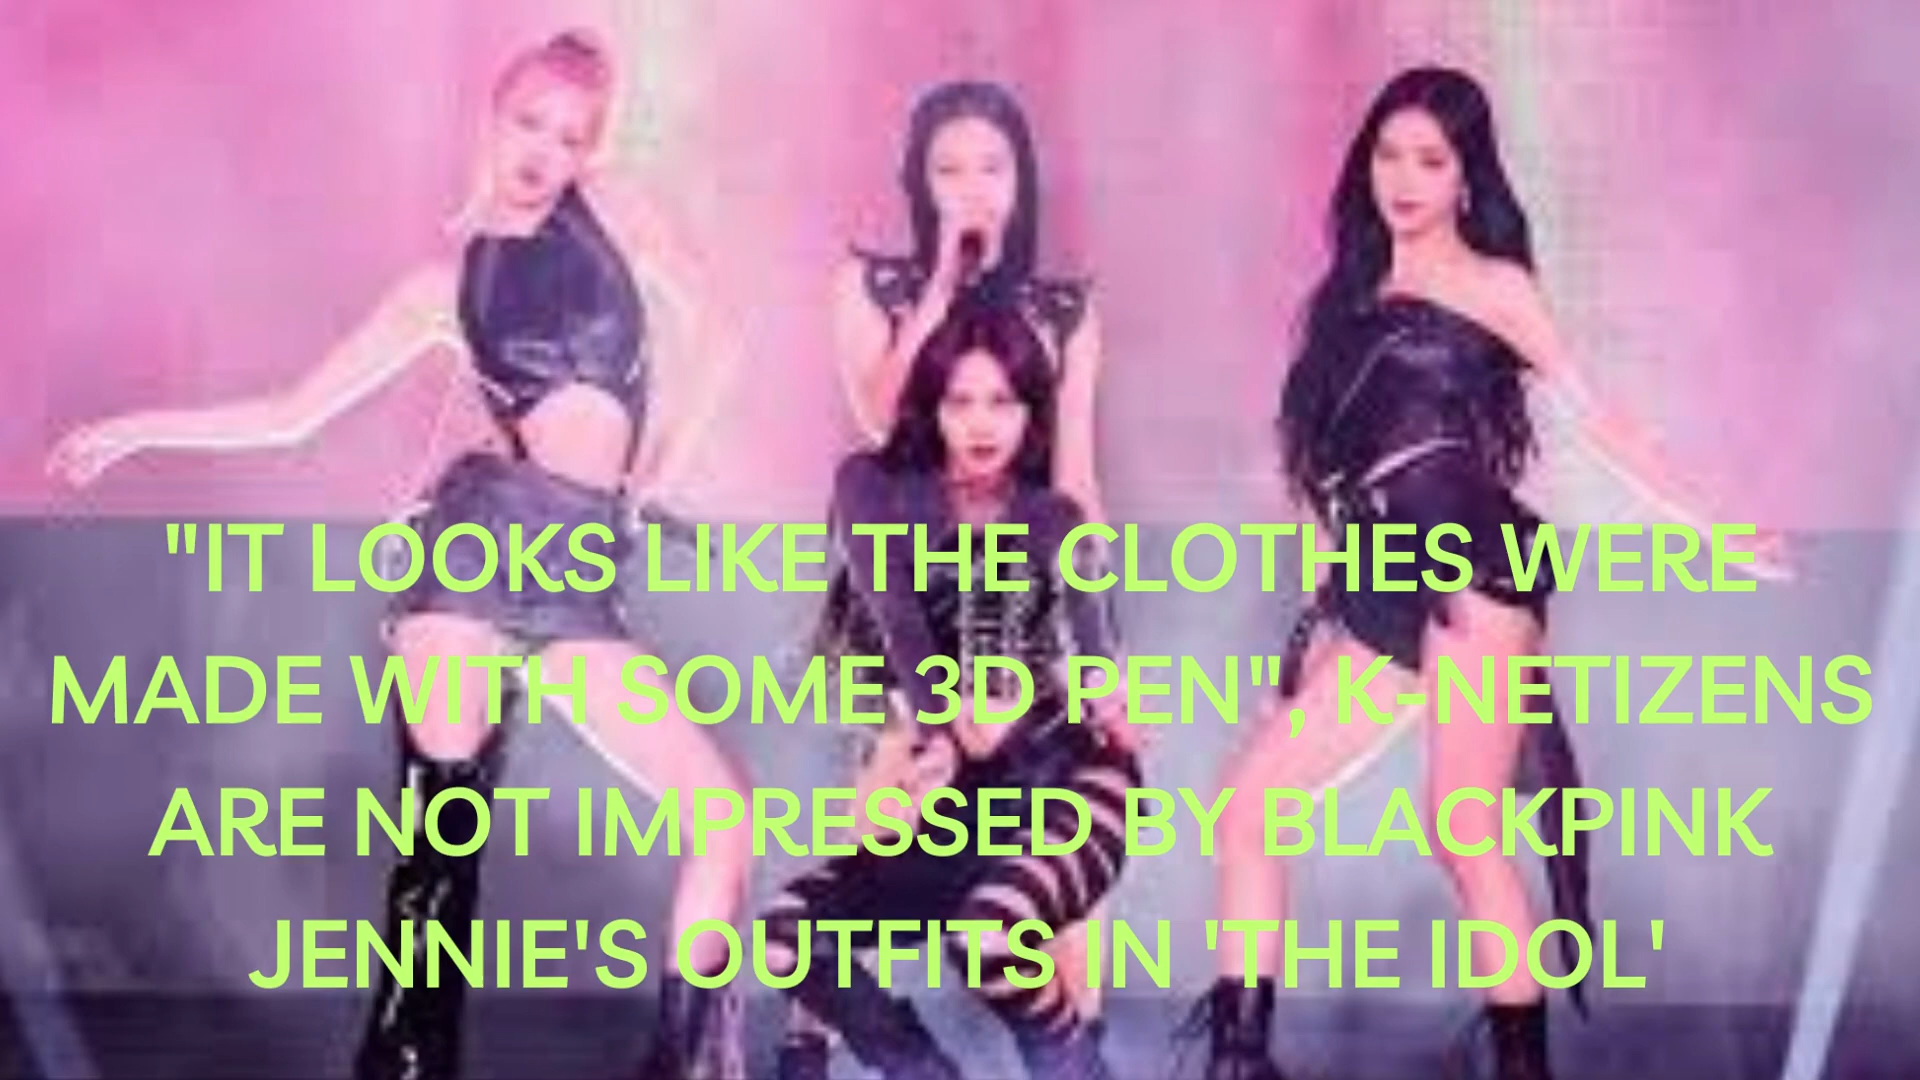 "IT LOOKS LIKE THE CLOTHES WERE
MADE WITH SOME 3D PEN", K-NETIZENS
ARE NOT IMPRESSED BY BLACKPINK
JENNIE'S OUTFITS IN 'THE IDOL'